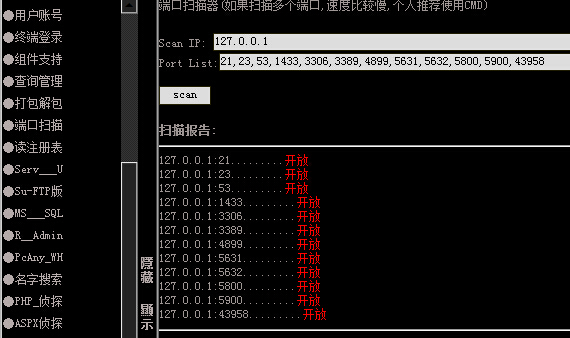 用户账号
终端登录
组件支持
查询管理
打包解包
端口扫描
读注册表
Serv___U
Su-FTP版
MS___SQL
R__Admin
PcAny_WH
名字搜索
PHP_侦探
ASPX侦探
隐藏
显示
端口扫描器(如果扫描多个端口,速度比较慢,个人推荐使用CMD)
Scan IP: 127.0.0.1
Port List: 21,23,53,1433,3306,3389,4899,5631,5632,5800,5900,43958
scan
扫描报告:
127.0.0.1:21.........开放
127.0.0.1:23.........开放
127.0.0.1:53.........开放
127.0.0.1:1433.........开放
127.0.0.1:3306.........开放
127.0.0.1:3389.........开放
127.0.0.1:4899.........开放
127.0.0.1:5631.........开放
127.0.0.1:5632.........开放
127.0.0.1:5800.........开放
127.0.0.1:5900.........开放
127.0.0.1:43958.........开放